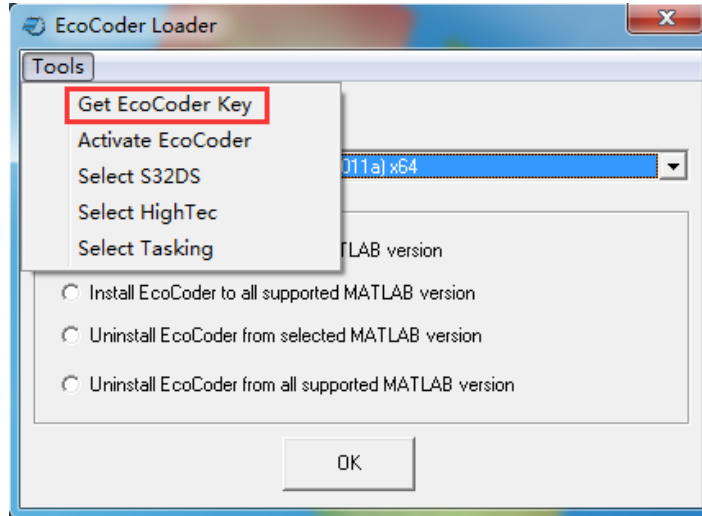 EcoCoder Loader
Tools
Get EcoCoder Key
Activate EcoCoder
Select S32DS
Select HighTec
Select Tasking
011a) x64
TLAB version
Install EcoCoder to all supported MATLAB version
Uninstall EcoCoder from selected MATLAB version
Uninstall EcoCoder from all supported MATLAB version
OK